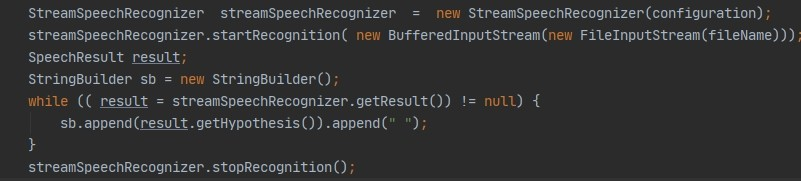 StreamSpeechRecognizer  streamSpeechRecognizer  =  new StreamSpeechRecognizer(configuration);
streamSpeechRecognizer.startRecognition( new BufferedInputStream(new FileInputStream(fileName)));
SpeechResult result;
StringBuilder sb = new StringBuilder();
while (( result = streamSpeechRecognizer.getResult()) != null) {
    sb.append(result.getHypothesis()).append(" ");
}
streamSpeechRecognizer.stopRecognition();